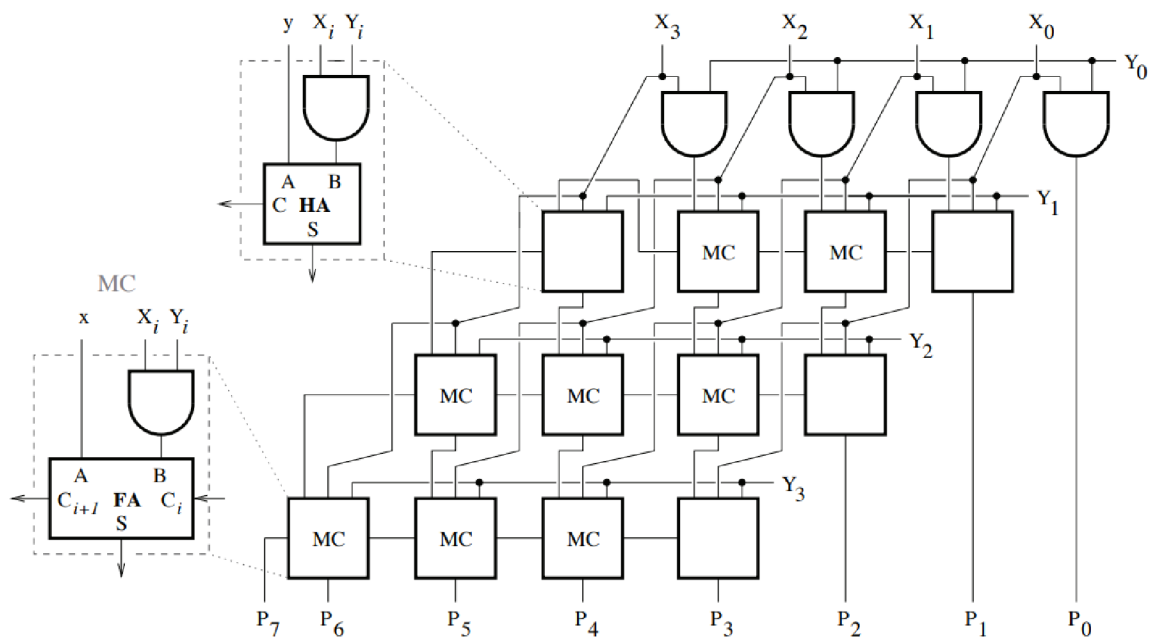 y X_i Y_i X_3 X_2 X_1 X_0
Y_0
A B
C HA
S
Y_1
MC MC
MC
x X_i Y_i
Y_2
MC MC MC
A B
C_{i+1} FA C_i
S
Y_3
MC MC MC
P_7 P_6 P_5 P_4 P_3 P_2 P_1 P_0